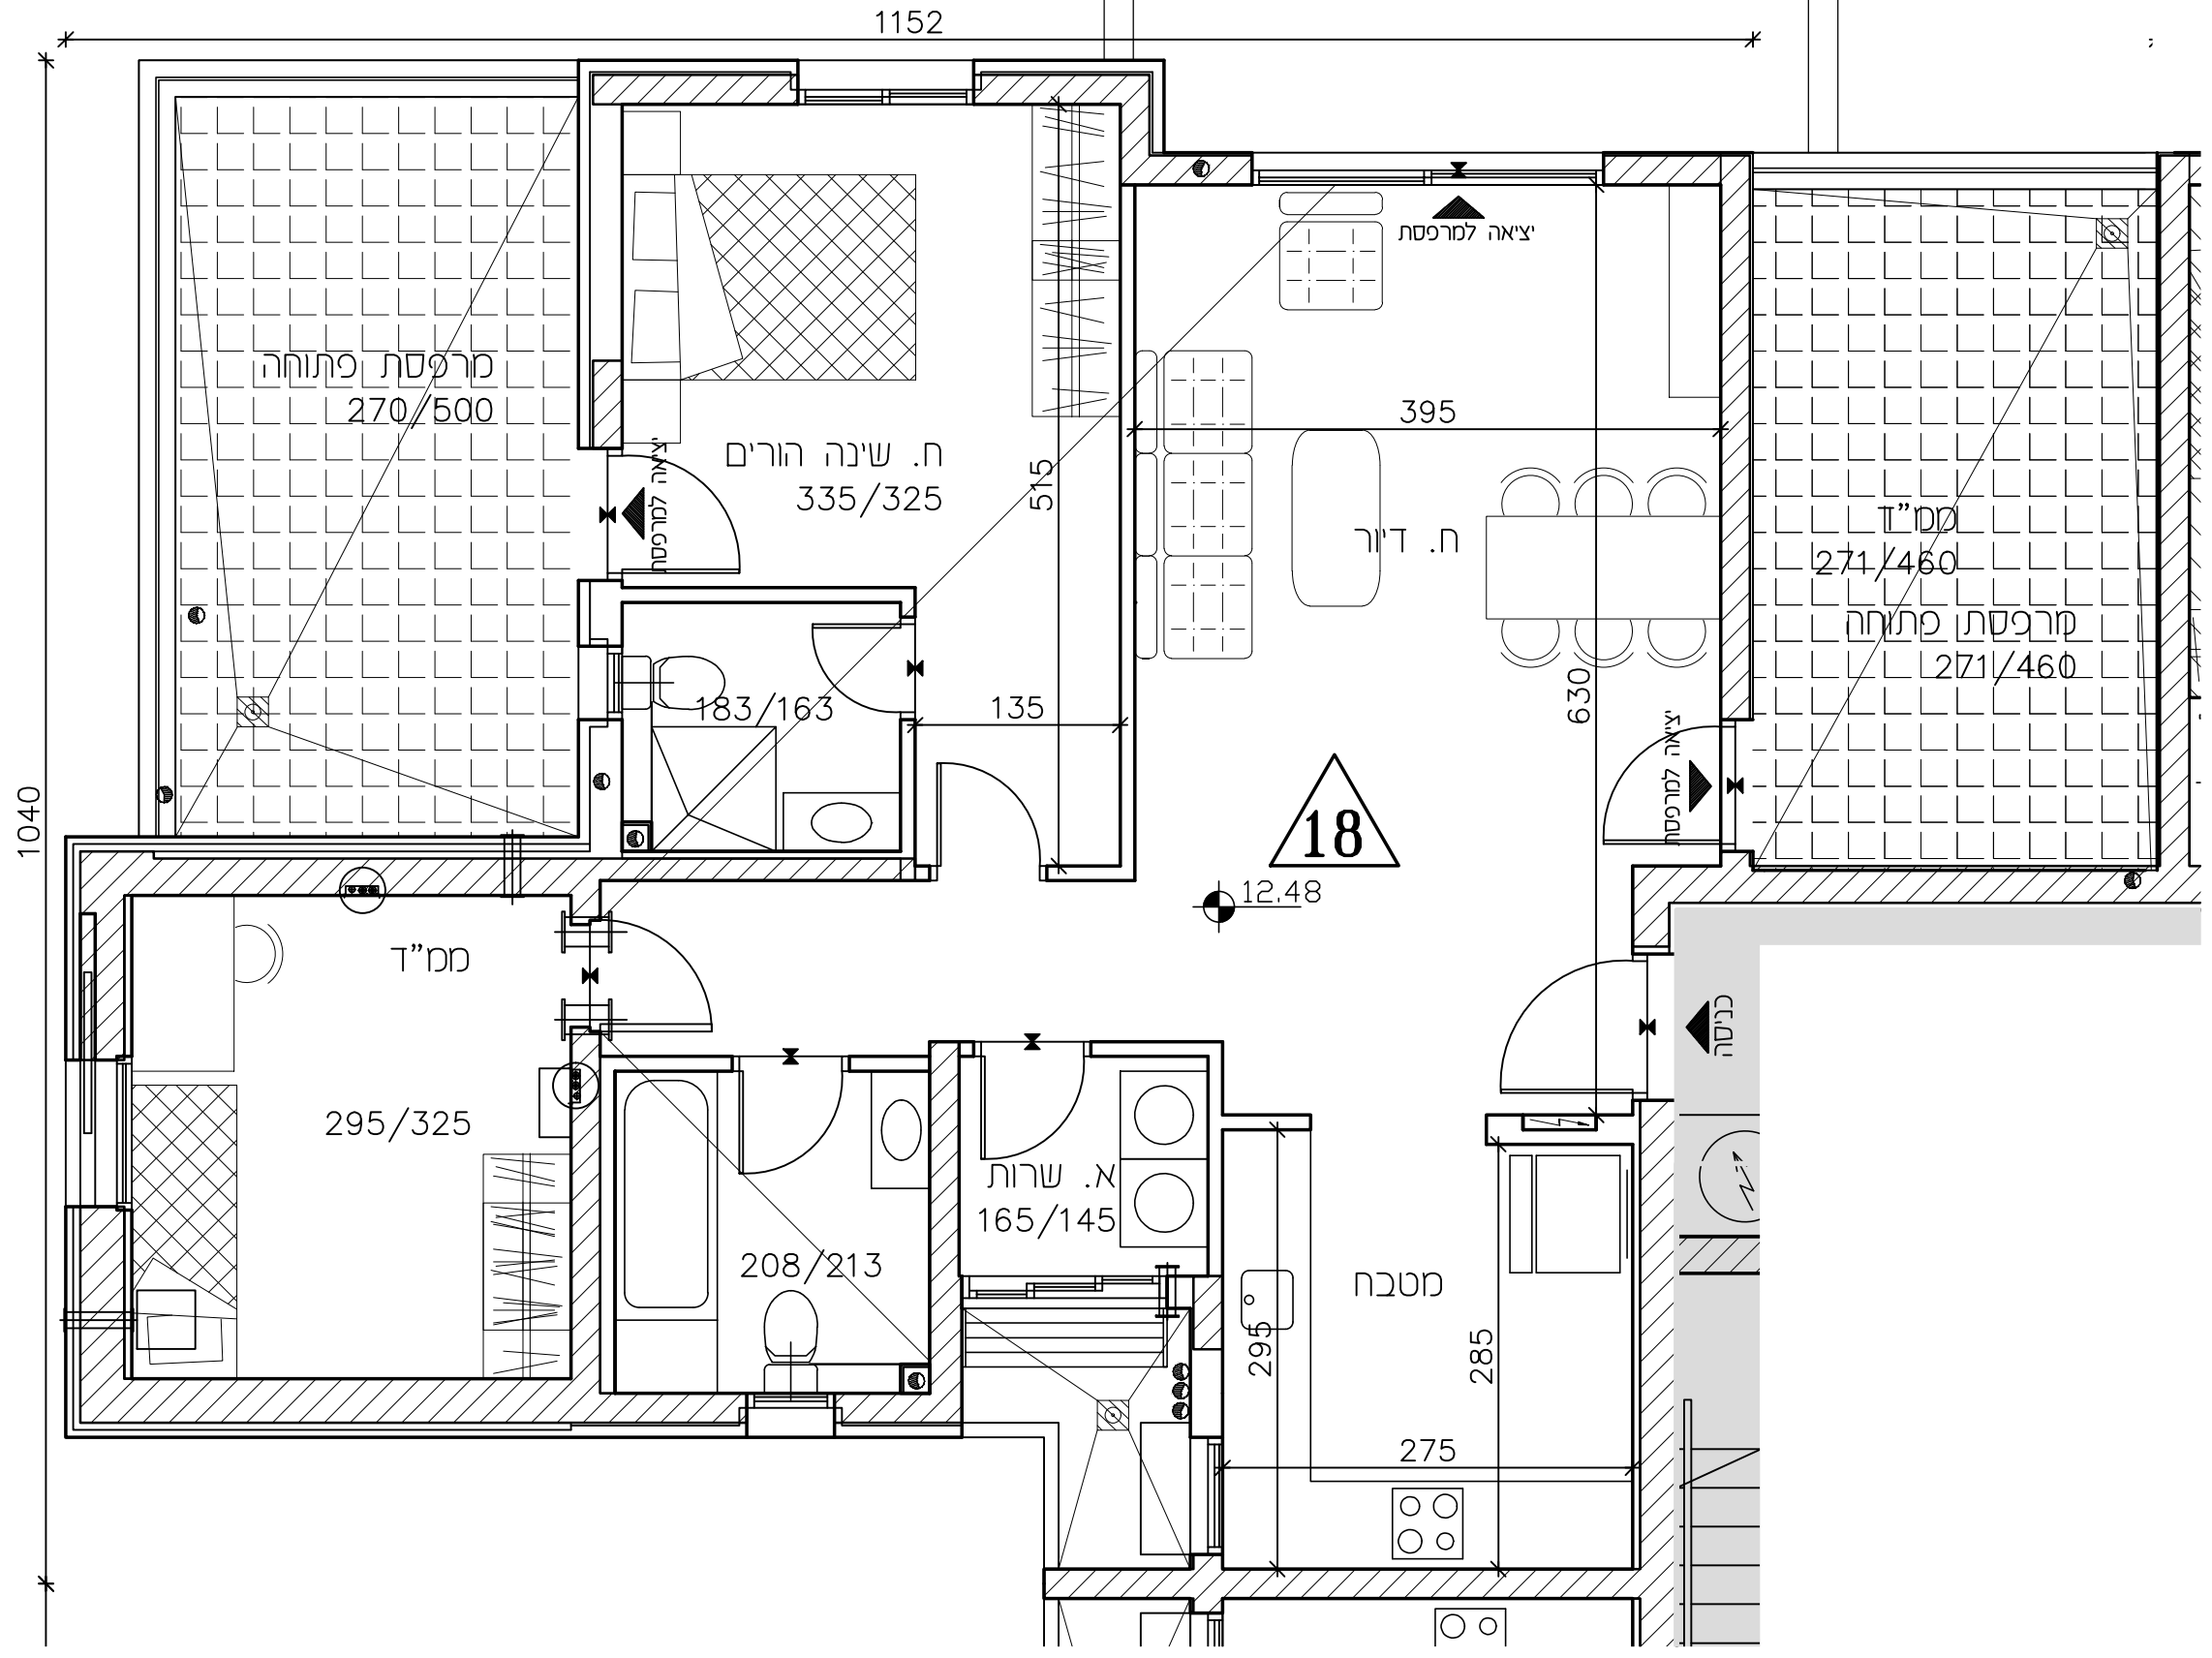 1152
1040
מרפסת פתוחה
270/500
ח. שינה הורים
335/325
יציאה למרפסת
515
יציאה למרפסת
395
ח. דיור
630
ממ"ד
271/460
מרפסת פתוחה
271/460
יציאה למרפסת
183/163
135
18
12.48
ממ"ד
295/325
כניסה
א. שרות
165/145
208/213
מטבח
295
285
275